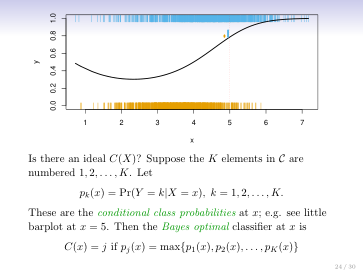 1.0
0.8
0.6
0.4
0.2
0.0
y
1 2 3 4 5 6 7
x
Is there an ideal C(X)? Suppose the K elements in 𝒞 are
numbered 1, 2, . . . , K. Let
pₖ(x) = Pr(Y = k|X = x), k = 1, 2, . . . , K.
These are the conditional class probabilities at x; e.g. see little
barplot at x = 5. Then the Bayes optimal classifier at x is
C(x) = j if pⱼ(x) = max{p₁(x), p₂(x), . . . , p_K(x)}
24 / 30